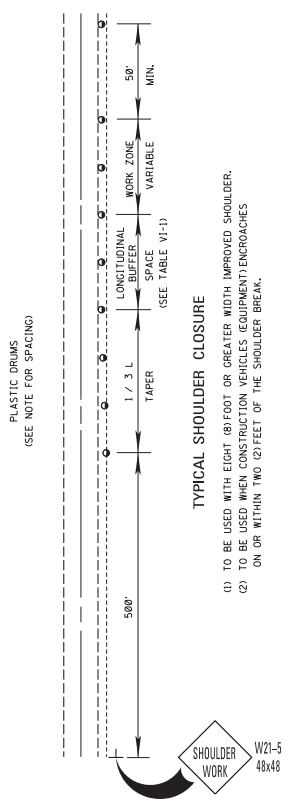 PLASTIC DRUMS
(SEE NOTE FOR SPACING)
50'
MIN.
WORK ZONE
VARIABLE
LONGITUDINAL
BUFFER
SPACE
(SEE TABLE VI-1)
1 / 3 L
TAPER
500'
TYPICAL SHOULDER CLOSURE
(1) TO BE USED WITH EIGHT (8) FOOT OR GREATER WIDTH IMPROVED SHOULDER.
(2) TO BE USED WHEN CONSTRUCTION VEHICLES (EQUIPMENT) ENCROACHES
ON OR WITHIN TWO (2) FEET OF THE SHOULDER BREAK.
SHOULDER
WORK
W21-5
48x48